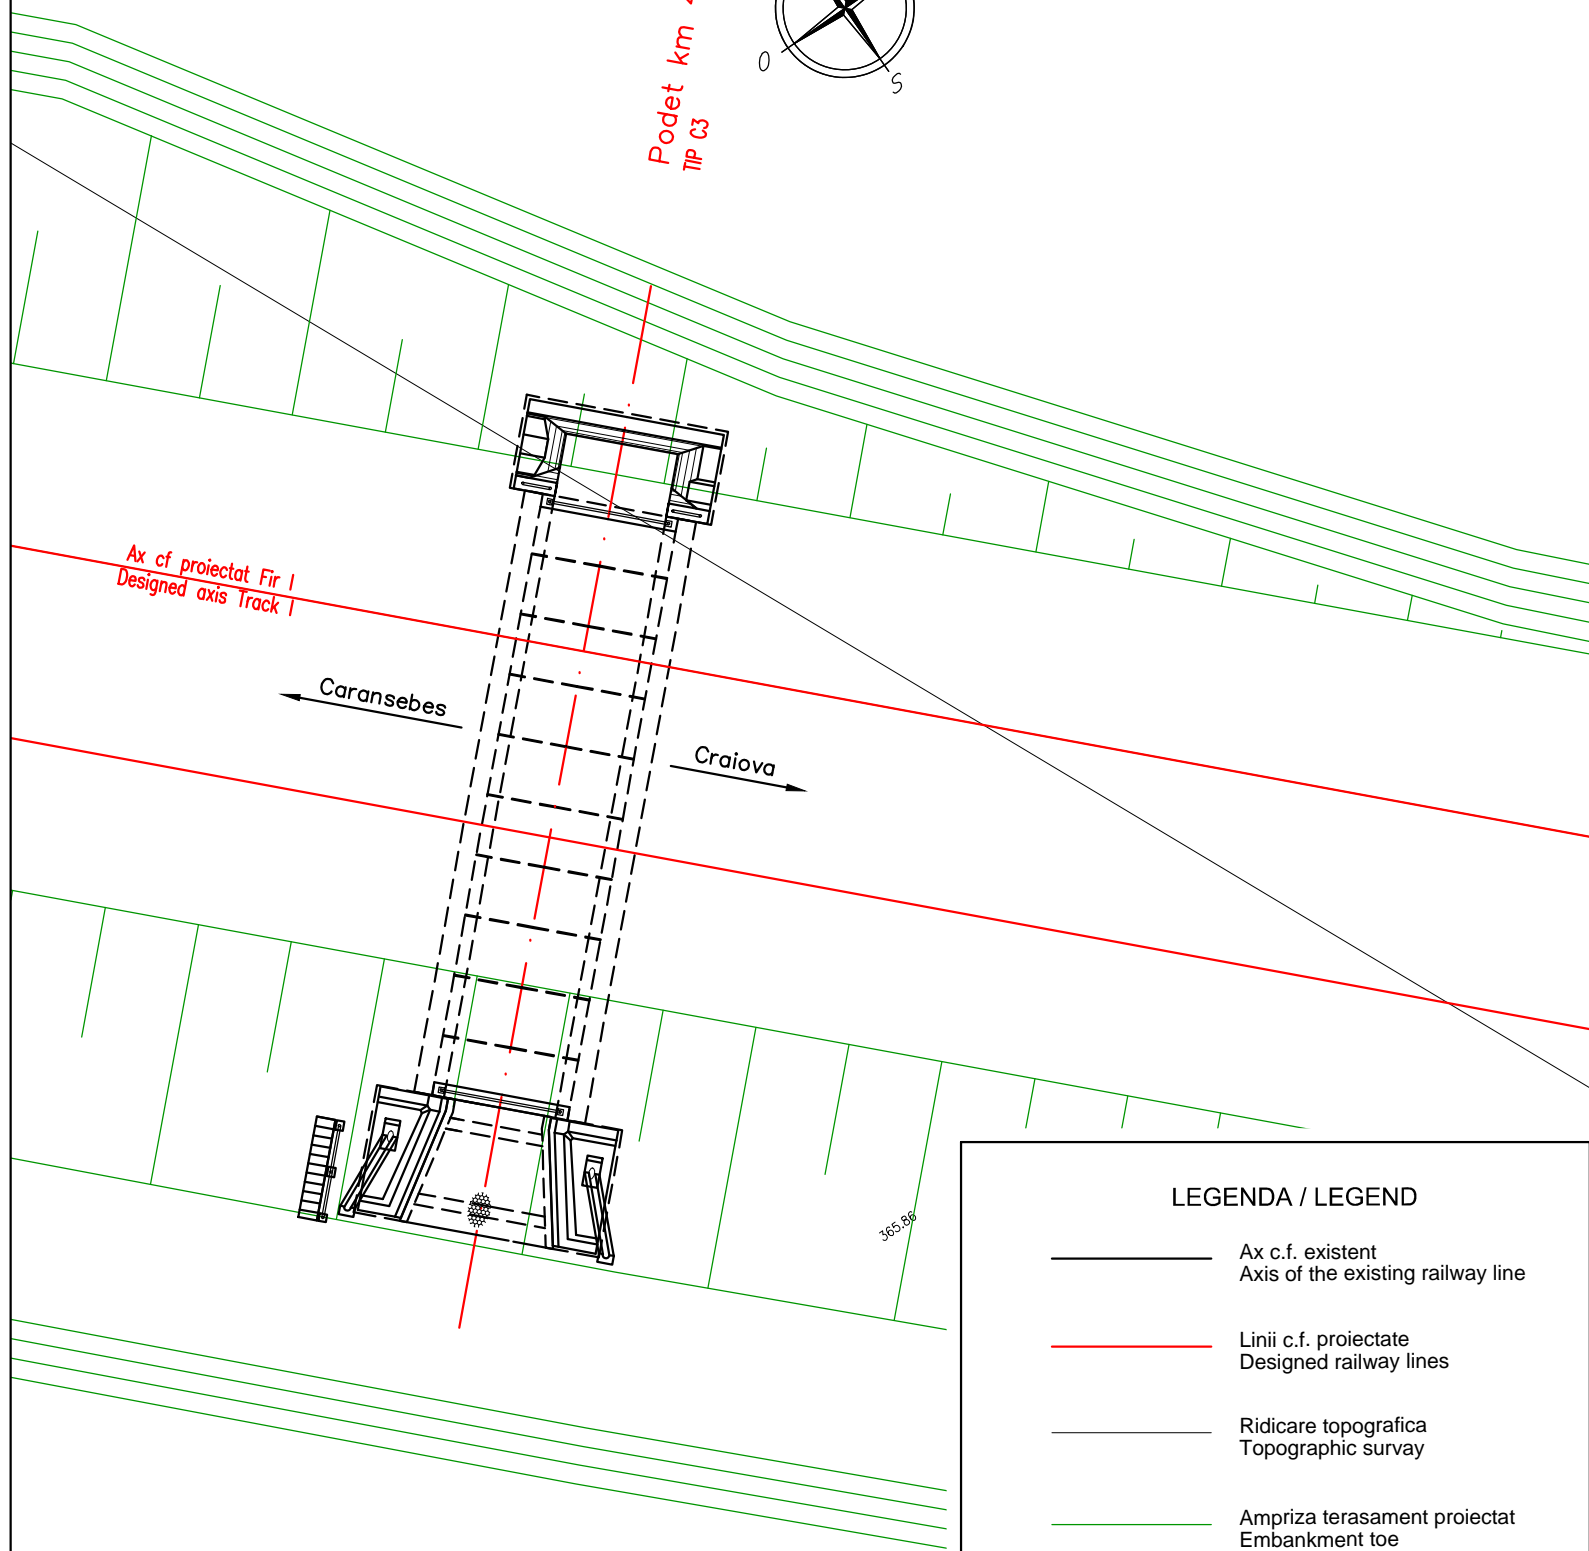 Podet km
TIP C3
O
S
Ax cf proiectat Fir I
Designed axis Track I
Caransebes
Craiova
365.86
LEGENDA / LEGEND
Ax c.f. existent
Axis of the existing railway line
Linii c.f. proiectate
Designed railway lines
Ridicare topografica
Topographic survay
Ampriza terasament proiectat
Embankment toe